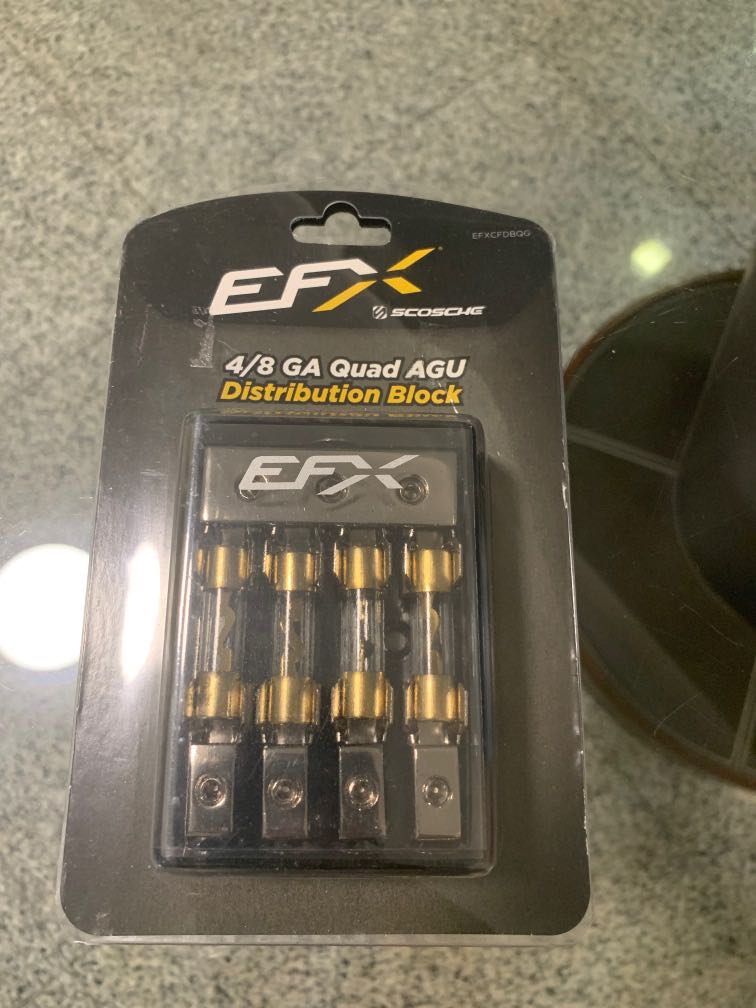 EFXCFDBQG
EFX
SCOSCHE
4/8 GA Quad AGU
Distribution Block
EFX